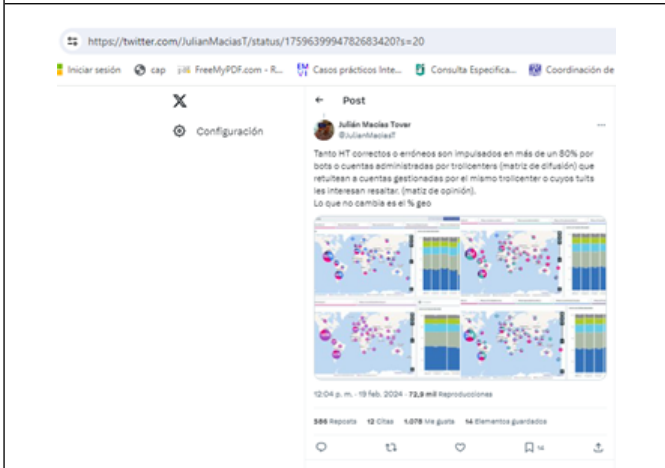 https://twitter.com/JulianMaciasT/status/1759639994782683420?s=20
Iniciar sesión cap FreeMyPDF.com - R... Casos prácticos Inte... Consulta Especifica... Coordinación de
Configuración
Post
Julián Macías Tovar
@JulianMaciasT
Tanto HT correctos o erróneos son impulsados en más de un 80% por
bots o cuentas administradas por trollcenters (matriz de difusión) que
retuitean a cuentas gestionadas por el mismo trollcenter o cuyos tuits
les interesan resaltar. (matiz de opinión).
Lo que no cambia es el % geo
12:04 p. m. · 19 feb. 2024 · 72,9 mil Reproducciones
586 Reposts 12 Citas 1.078 Me gusta 14 Elementos guardados
14